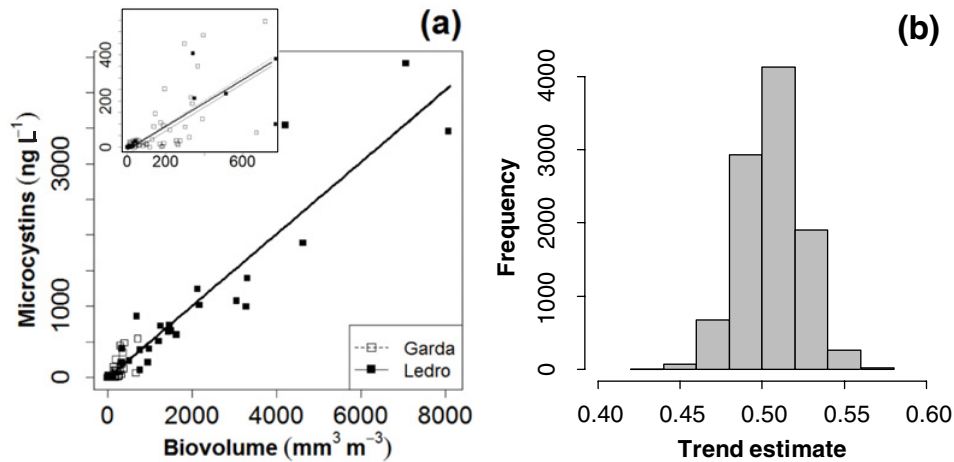 (a)
400
200
0
0 200 600
Microcystins (ng L⁻¹)
3000
1000
0
Garda
Ledro
0 2000 4000 6000 8000
Biovolume (mm³ m⁻³)
(b)
Frequency
4000
3000
2000
1000
0
0.40 0.45 0.50 0.55 0.60
Trend estimate